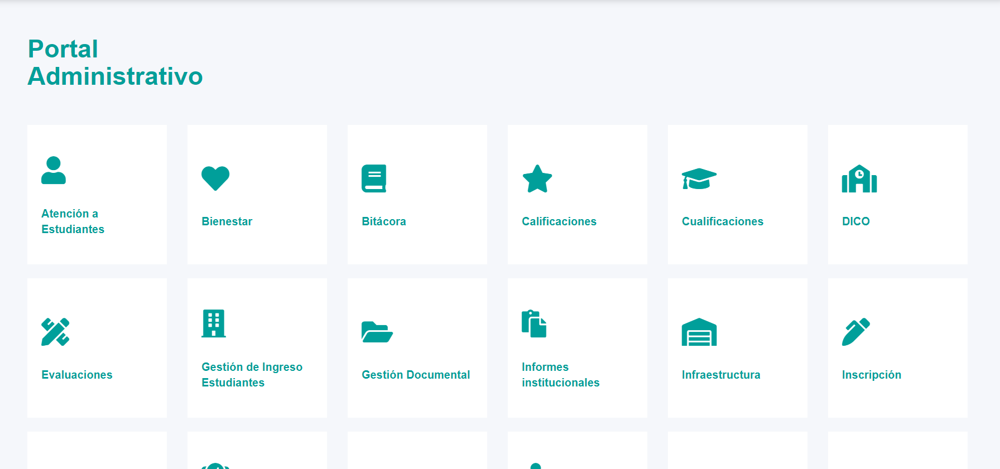 Portal
Administrativo
Atención a
Estudiantes
Bienestar
Bitácora
Calificaciones
Cualificaciones
DICO
Evaluaciones
Gestión de Ingreso
Estudiantes
Gestión Documental
Informes
institucionales
Infraestructura
Inscripción